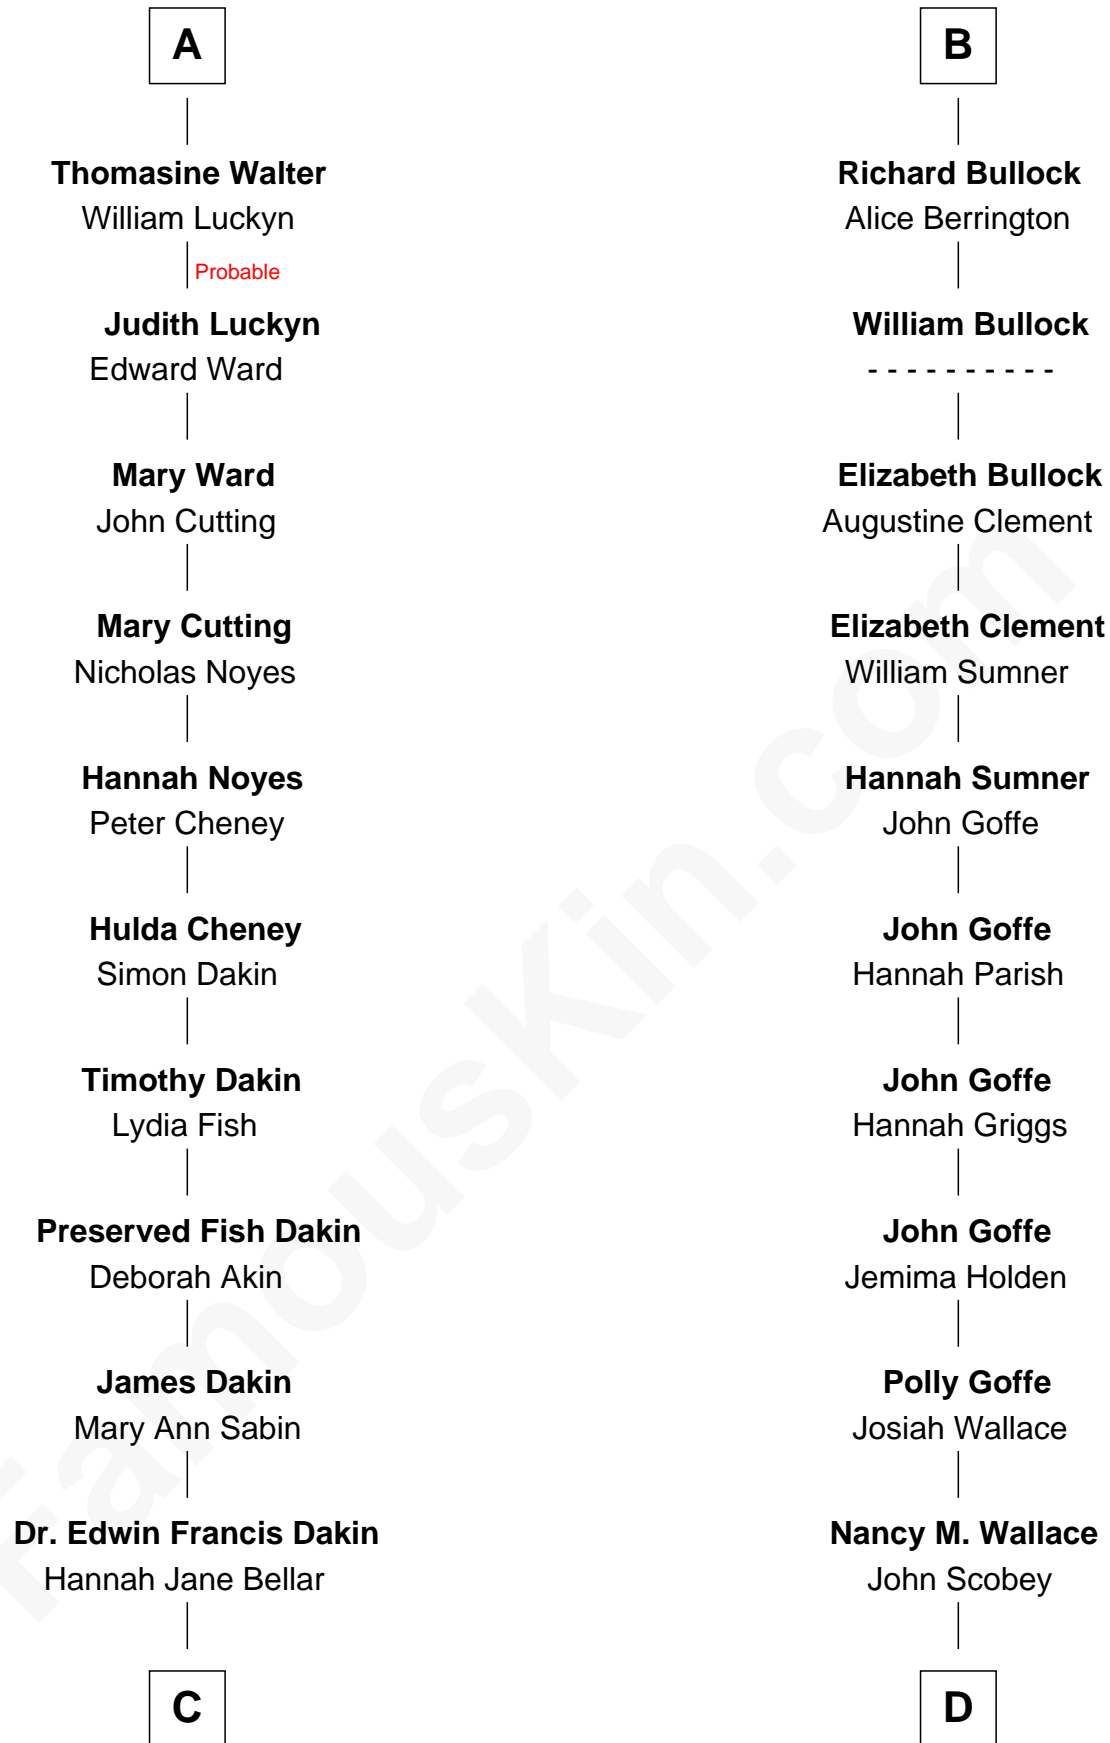 A
Thomasine Walter
William Luckyn
Probable
Judith Luckyn
Edward Ward
Mary Ward
John Cutting
Mary Cutting
Nicholas Noyes
Hannah Noyes
Peter Cheney
Hulda Cheney
Simon Dakin
Timothy Dakin
Lydia Fish
Preserved Fish Dakin
Deborah Akin
James Dakin
Mary Ann Sabin
Dr. Edwin Francis Dakin
Hannah Jane Bellar
C
B
Richard Bullock
Alice Berrington
William Bullock
- - - - - - - - - -
Elizabeth Bullock
Augustine Clement
Elizabeth Clement
William Sumner
Hannah Sumner
John Goffe
John Goffe
Hannah Parish
John Goffe
Hannah Griggs
John Goffe
Jemima Holden
Polly Goffe
Josiah Wallace
Nancy M. Wallace
John Scobey
D
FamousKin.com